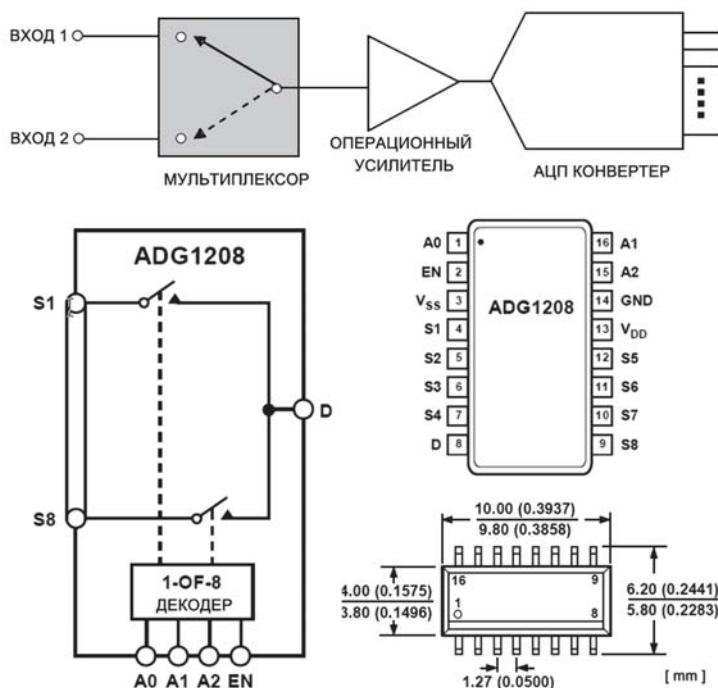 ВХОД 1
ВХОД 2
МУЛЬТИПЛЕКСОР
ОПЕРАЦИОННЫЙ
УСИЛИТЕЛЬ
АЦП КОНВЕРТЕР
ADG1208
S1
D
S8
1-OF-8
ДЕКОДЕР
A0 A1 A2 EN
ADG1208
A0 1 16 A1
EN 2 15 A2
VSS 3 14 GND
S1 4 13 VDD
S2 5 12 S5
S3 6 11 S6
S4 7 10 S7
D 8 9 S8
10.00 (0.3937)
9.80 (0.3858)
4.00 (0.1575)
3.80 (0.1496)
16 9
1 8
6.20 (0.2441)
5.80 (0.2283)
1.27 (0.0500)
[ mm ]